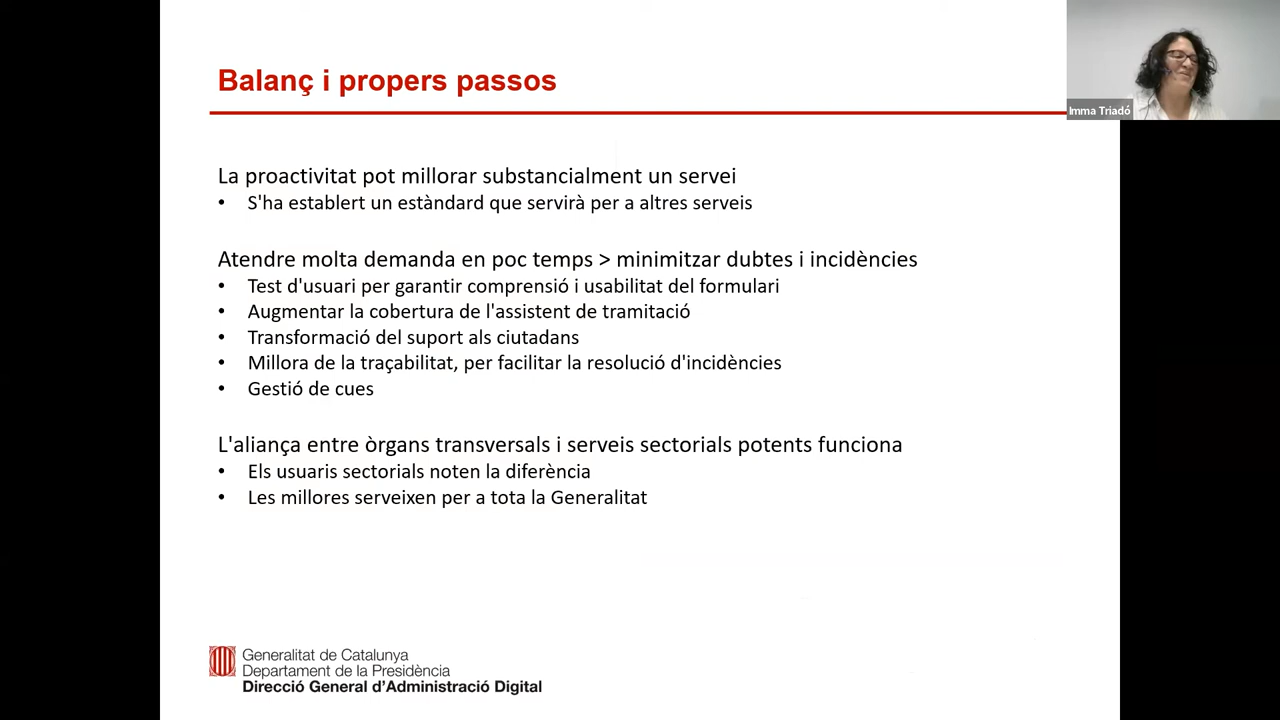 Balanç i propers passos
Imma Triadó
La proactivitat pot millorar substancialment un servei
• S'ha establert un estàndard que servirà per a altres serveis
Atendre molta demanda en poc temps > minimitzar dubtes i incidències
• Test d'usuari per garantir comprensió i usabilitat del formulari
• Augmentar la cobertura de l'assistent de tramitació
• Transformació del suport als ciutadans
• Millora de la traçabilitat, per facilitar la resolució d'incidències
• Gestió de cues
L'aliança entre òrgans transversals i serveis sectorials potents funciona
• Els usuaris sectorials noten la diferència
• Les millores serveixen per a tota la Generalitat
Generalitat de Catalunya
Departament de la Presidència
Direcció General d'Administració Digital